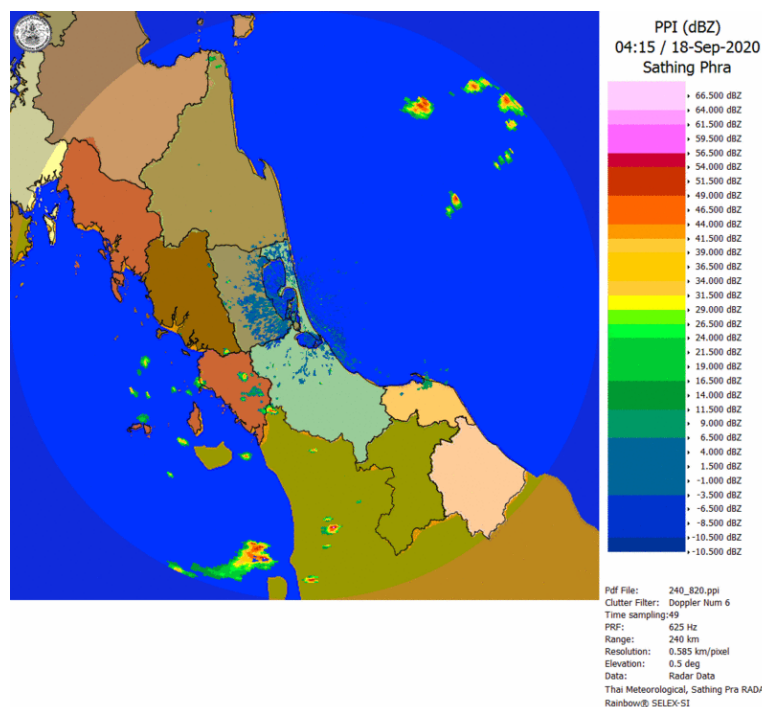 PPI (dBZ)
04:15 / 18-Sep-2020
Sathing Phra
66.500 dBZ
64.000 dBZ
61.500 dBZ
59.500 dBZ
56.500 dBZ
54.000 dBZ
51.500 dBZ
49.000 dBZ
46.500 dBZ
44.000 dBZ
41.500 dBZ
39.000 dBZ
36.500 dBZ
34.000 dBZ
31.500 dBZ
29.000 dBZ
26.500 dBZ
24.000 dBZ
21.500 dBZ
19.000 dBZ
16.500 dBZ
14.000 dBZ
11.500 dBZ
9.000 dBZ
6.500 dBZ
4.000 dBZ
1.500 dBZ
-1.000 dBZ
-3.500 dBZ
-6.500 dBZ
-8.500 dBZ
-10.500 dBZ
Pdf File: 240_B20.ppi
Clutter Filter: Doppler Num 6
Time sampling:49
PRF: 625 Hz
Range: 240 km
Resolution: 0.585 km/pixel
Elevation: 0.5 deg
Data: Radar Data
Thai Meteorological, Sathing Pra RADA
Rainbow® SELEX-SI